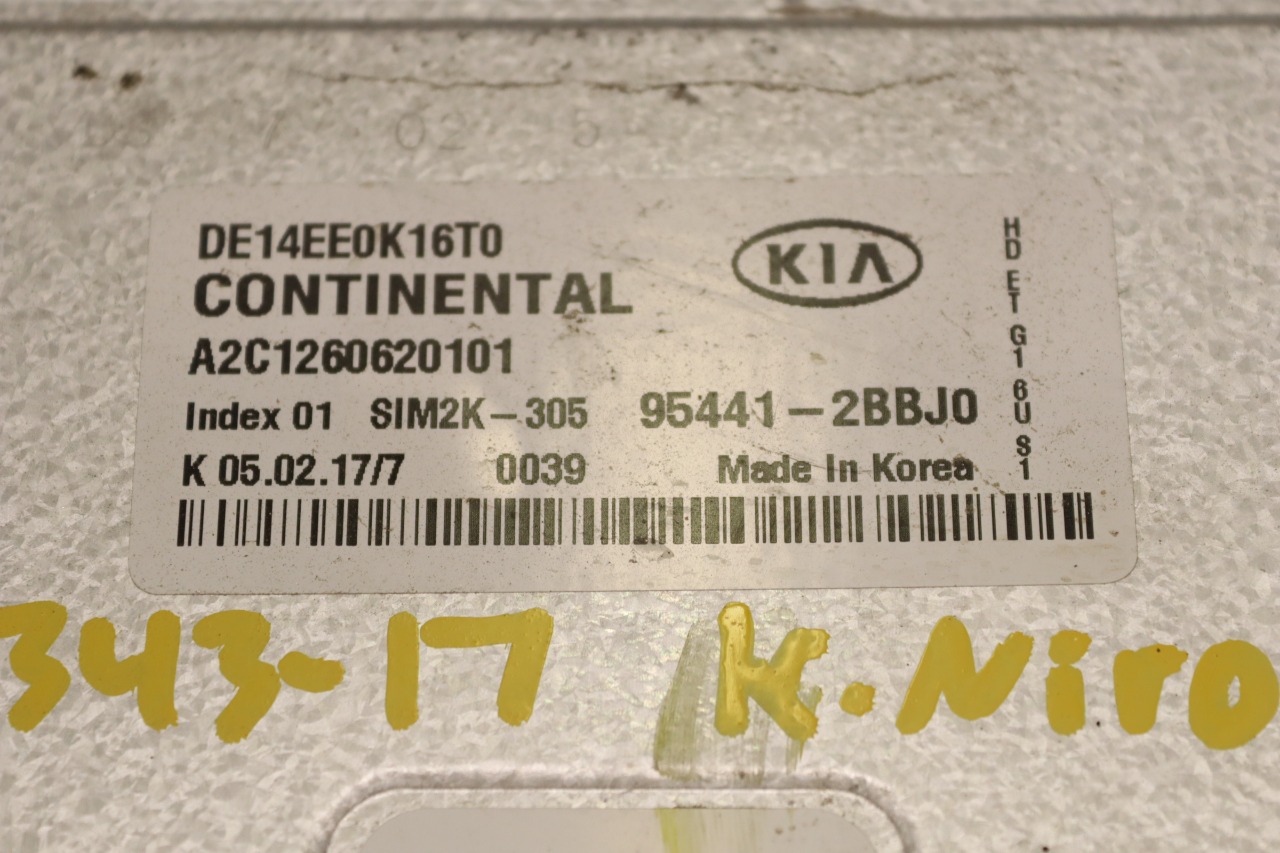 DE14EE0K16T0
CONTINENTAL
KIA
A2C1260620101
Index 01 SIM2K-305 95441-2BBJ0
K 05.02.17/7 0039 Made In Korea
HD ET G1 6U S1
343-17 K.Niro